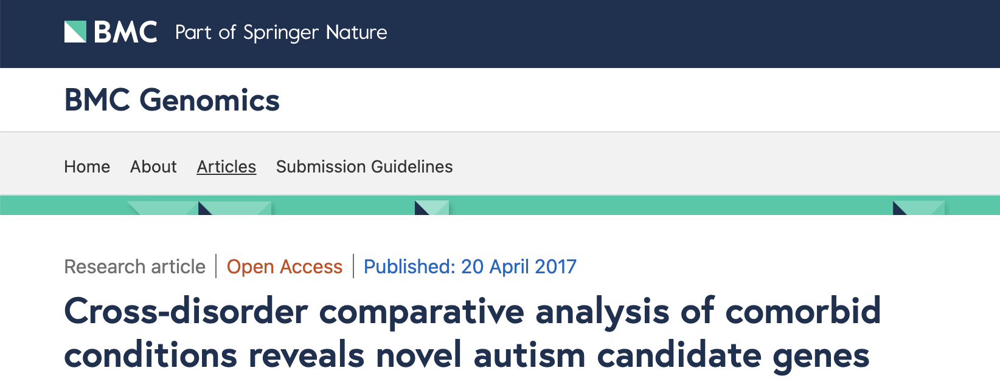 BMC Part of Springer Nature
BMC Genomics
Home About Articles Submission Guidelines
Research article Open Access Published: 20 April 2017
Cross-disorder comparative analysis of comorbid
conditions reveals novel autism candidate genes